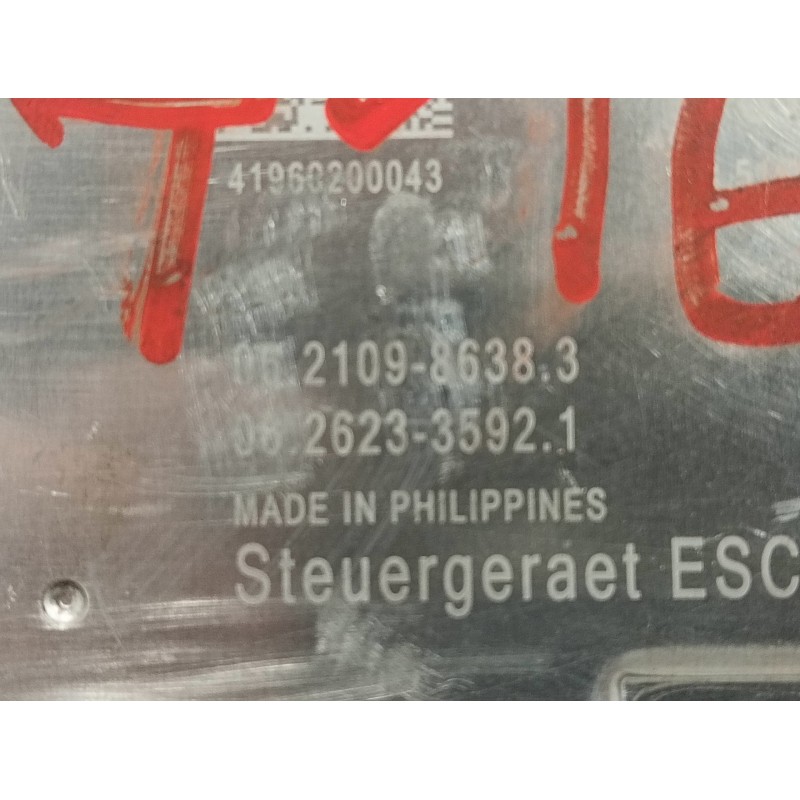 41960200043
06.2109-8638.3
06.2623-3592.1
MADE IN PHILIPPINES
Steuergeraet ESC